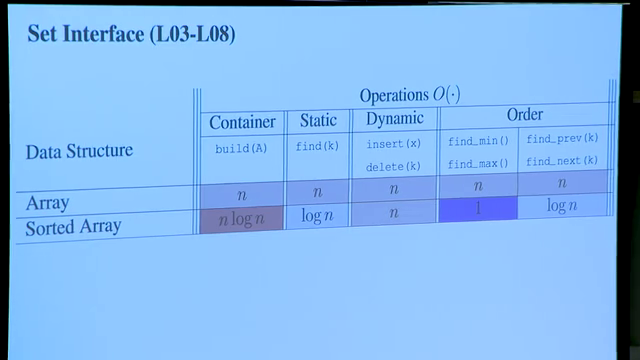 Set Interface (L03-L08)
Operations O(·)
Container Static Dynamic Order
Data Structure build(A) find(k) insert(x) find_min() find_prev(k)
delete(k) find_max() find_next(k)
Array n n n n n
Sorted Array n log n log n n 1 log n